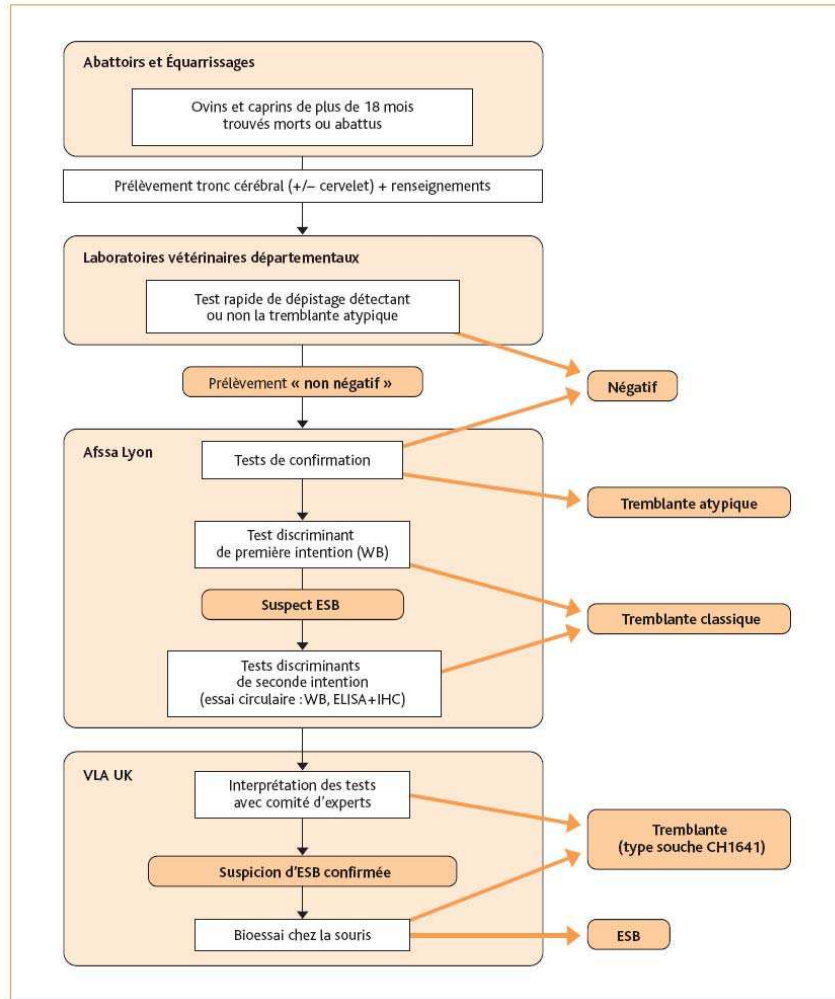 Abattoirs et Équarrissages
Ovins et caprins de plus de 18 mois
trouvés morts ou abattus
Prélèvement tronc cérébral (+/– cervelet) + renseignements
Laboratoires vétérinaires départementaux
Test rapide de dépistage détectant
ou non la tremblante atypique
Prélèvement « non négatif »
Négatif
Afssa Lyon
Tests de confirmation
Tremblante atypique
Test discriminant
de première intention (WB)
Suspect ESB
Tremblante classique
Tests discriminants
de seconde intention
(essai circulaire : WB, ELISA+IHC)
VLA UK
Interprétation des tests
avec comité d'experts
Tremblante
(type souche CH1641)
Suspicion d'ESB confirmée
Bioessai chez la souris
ESB